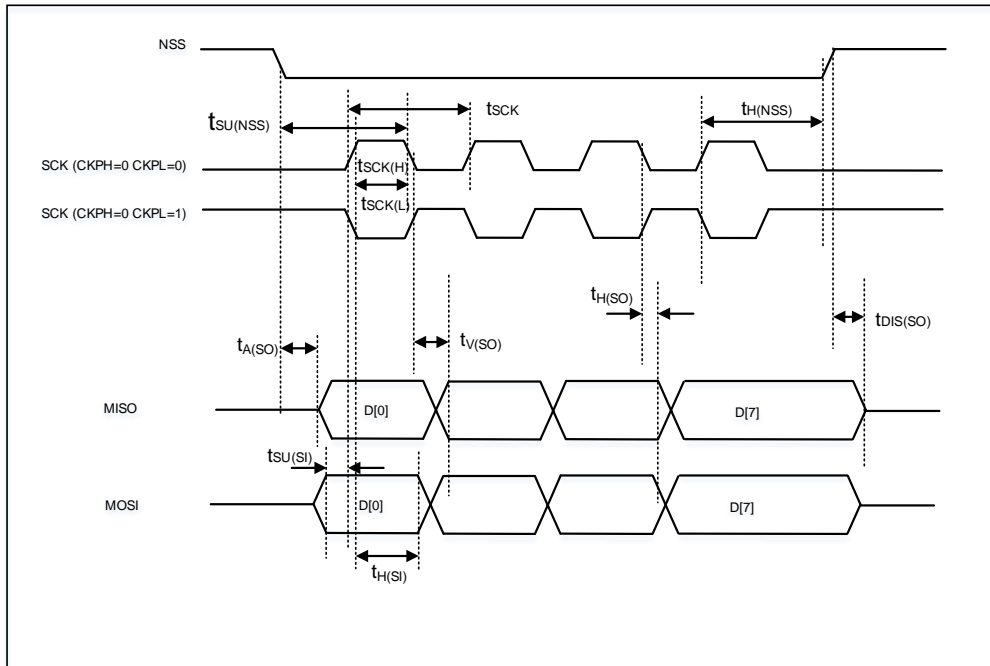 NSS
tSCK
tH(NSS)
tSU(NSS)
SCK (CKPH=0 CKPL=0)
tSCK(H)
tSCK(L)
SCK (CKPH=0 CKPL=1)
tH(SO)
tDIS(SO)
tV(SO)
tA(SO)
MISO
D[0]
D[7]
tSU(SI)
MOSI
D[0]
D[7]
tH(SI)